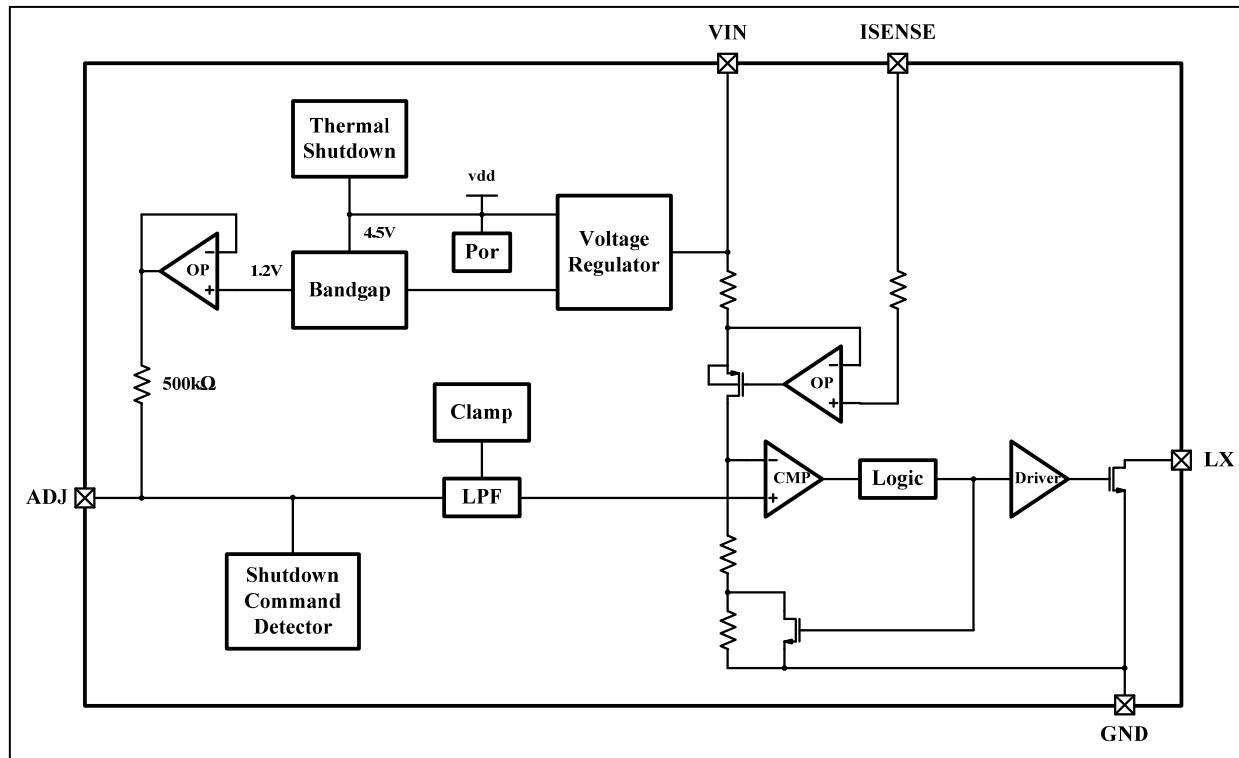 VIN
ISENSE
Thermal
Shutdown
vdd
4.5V
Por
Voltage
Regulator
OP
−
+
1.2V
Bandgap
500kΩ
OP
−
+
Clamp
ADJ
LPF
−
+
CMP
Logic
Driver
LX
Shutdown
Command
Detector
GND